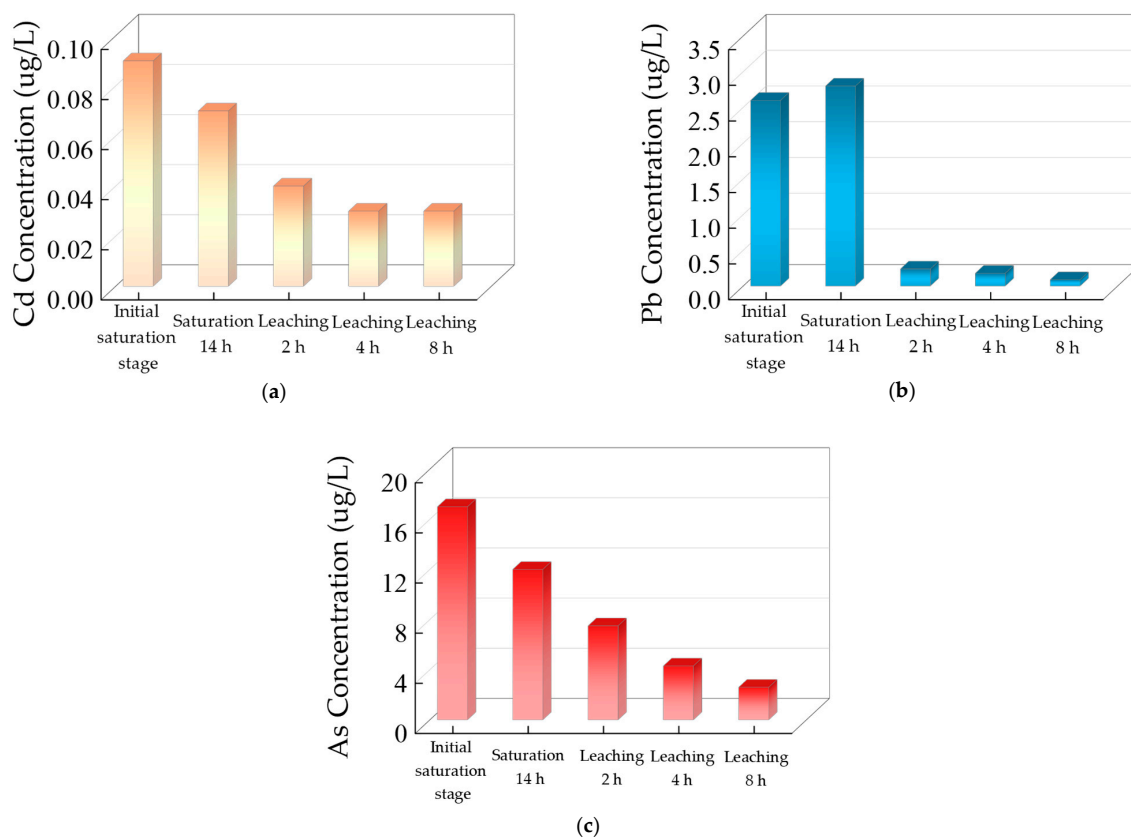 Cd Concentration (ug/L)
0.10
0.08
0.06
0.04
0.02
0.00
Initial
saturation
stage
Saturation
14 h
Leaching
2 h
Leaching
4 h
Leaching
8 h
(a)
Pb Concentration (ug/L)
3.5
3.0
2.5
2.0
1.5
1.0
0.5
0.0
Initial
saturation
stage
Saturation
14 h
Leaching
2 h
Leaching
4 h
Leaching
8 h
(b)
As Concentration (ug/L)
20
16
12
8
4
0
Initial
saturation
stage
Saturation
14 h
Leaching
2 h
Leaching
4 h
Leaching
8 h
(c)